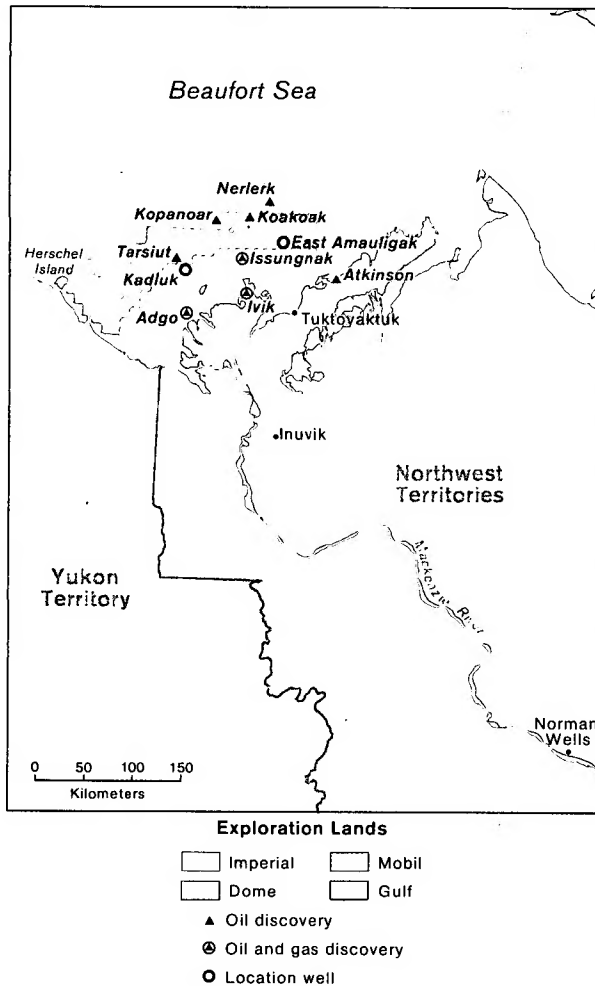 Beaufort Sea
Nerlerk
Kopanoar
Koakoak
East Amauligak
Tarsiut
Issungnak
Herschel
Island
Kadluk
Atkinson
Ivik
Adgo
Tuktoyaktuk
Inuvik
Northwest
Territories
Mackenzie River
Yukon
Territory
Norman
Wells
0 50 100 150
Kilometers
Exploration Lands
Imperial Mobil
Dome Gulf
Oil discovery
Oil and gas discovery
Location well